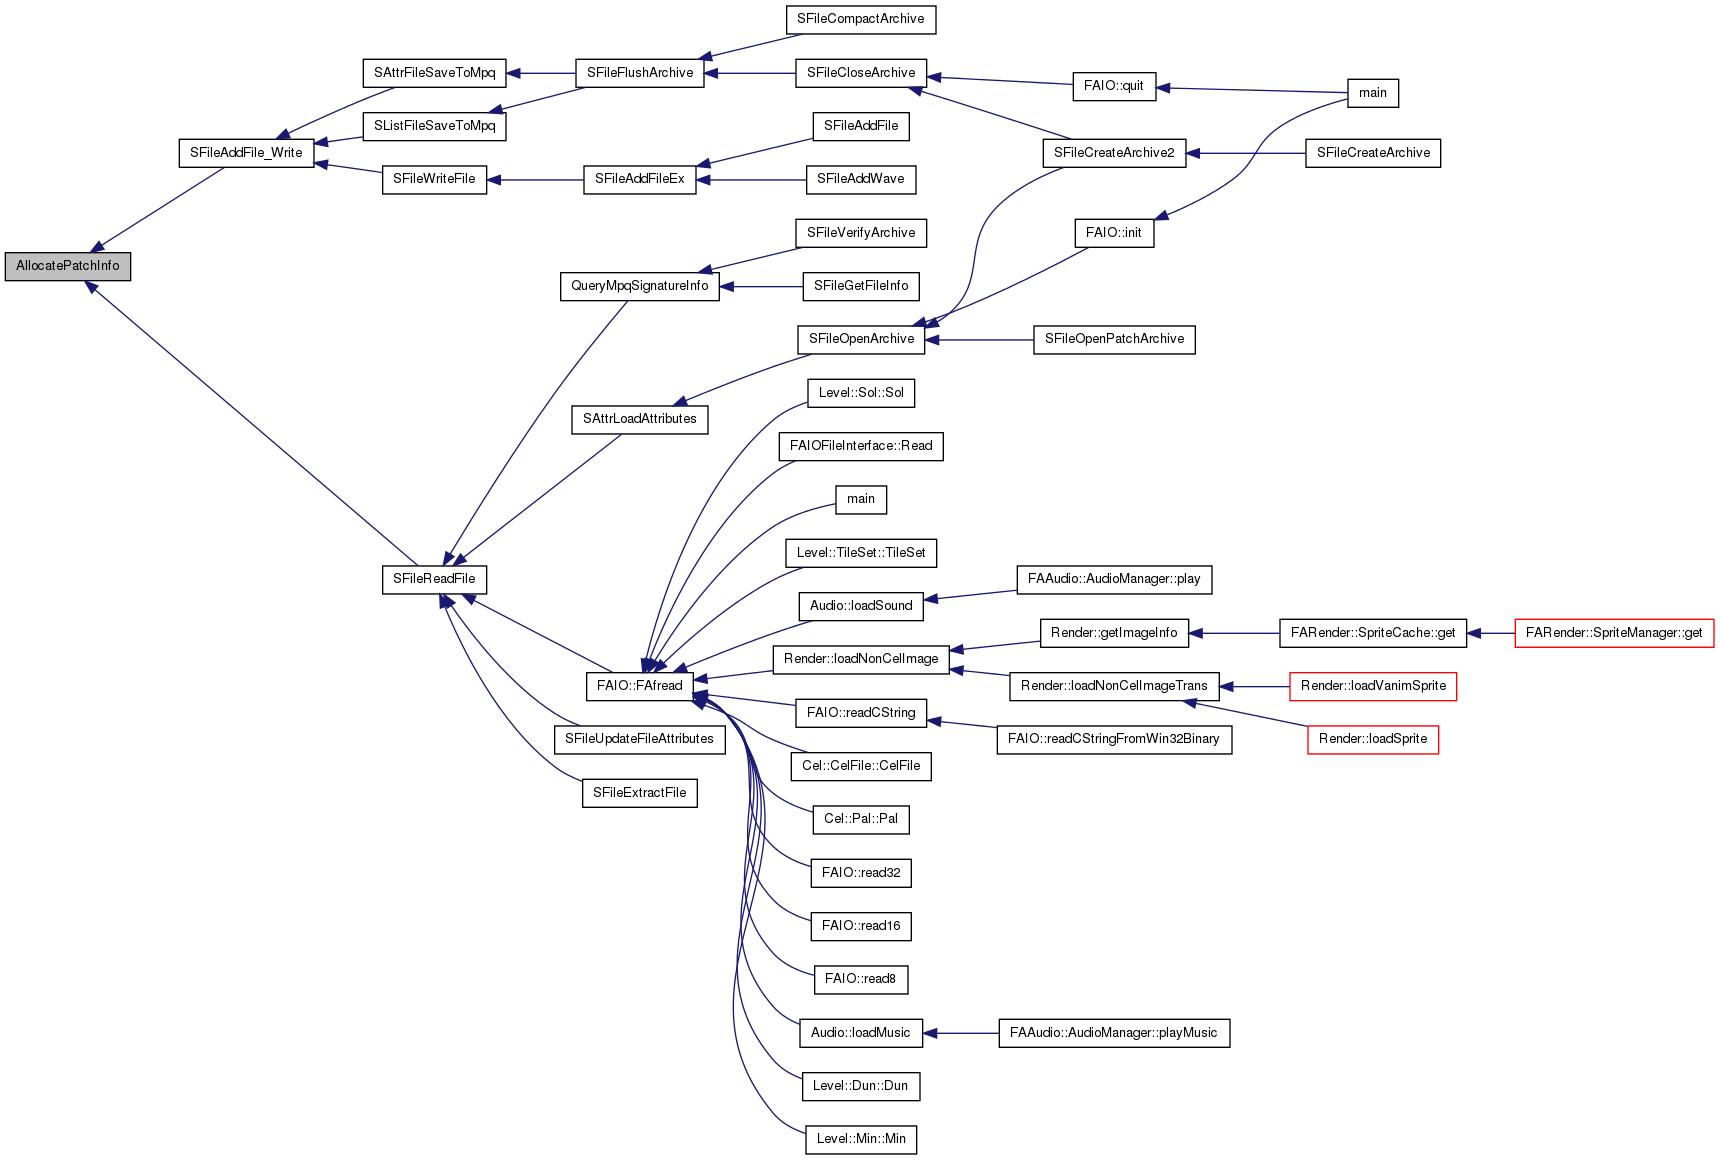 SFileCompactArchive
SAttrFileSaveToMpq
SFileFlushArchive
SFileCloseArchive
FAIO::quit
main
SListFileSaveToMpq
SFileAddFile
SFileAddFile_Write
SFileCreateArchive2
SFileCreateArchive
SFileWriteFile
SFileAddFileEx
SFileAddWave
SFileVerifyArchive
FAIO::init
AllocatePatchInfo
QueryMpqSignatureInfo
SFileGetFileInfo
SFileOpenArchive
SFileOpenPatchArchive
Level::Sol::Sol
SAttrLoadAttributes
FAIOFileInterface::Read
main
Level::TileSet::TileSet
SFileReadFile
FAAudio::AudioManager::play
Audio::loadSound
Render::getImageInfo
FARender::SpriteCache::get
FARender::SpriteManager::get
Render::loadNonCelImage
FAIO::FAfread
Render::loadNonCelImageTrans
Render::loadVanimSprite
FAIO::readCString
SFileUpdateFileAttributes
FAIO::readCStringFromWin32Binary
Render::loadSprite
Cel::CelFile::CelFile
SFileExtractFile
Cel::Pal::Pal
FAIO::read32
FAIO::read16
FAIO::read8
Audio::loadMusic
FAAudio::AudioManager::playMusic
Level::Dun::Dun
Level::Min::Min